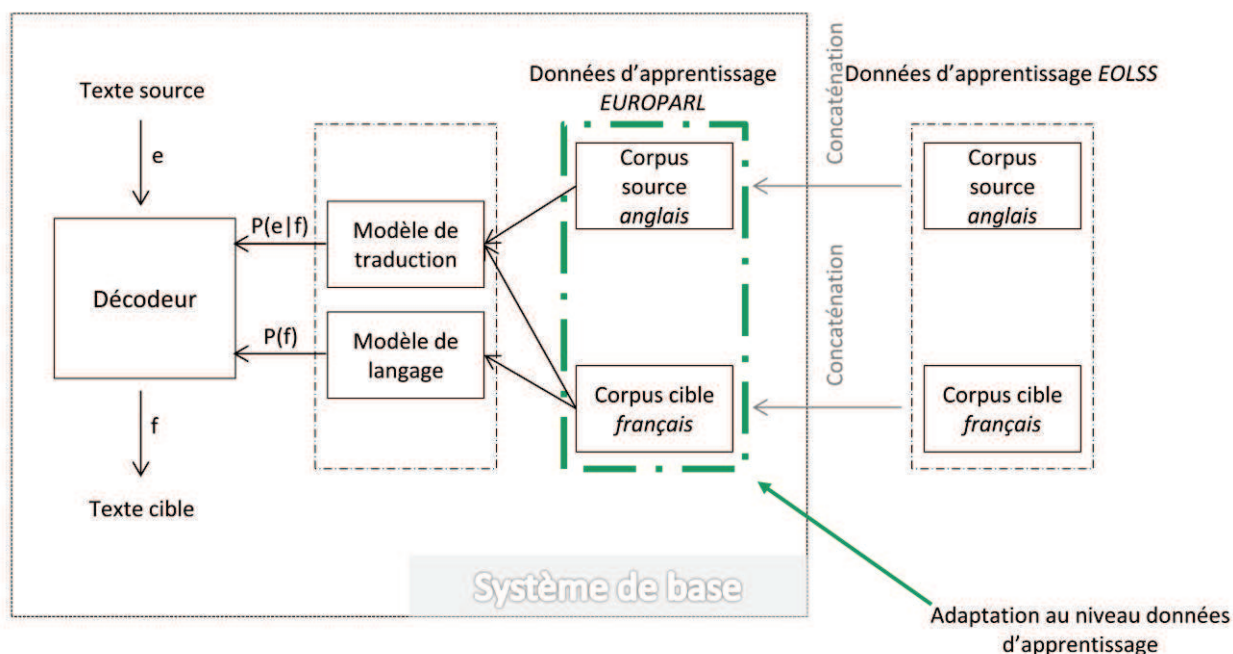 Texte source
e
Décodeur
f
Texte cible
P(e|f)
P(f)
Modèle de
traduction
Modèle de
langage
Données d’apprentissage
EUROPARL
Corpus
source
anglais
Corpus cible
français
Concaténation
Concaténation
Données d’apprentissage EOLSS
Corpus
source
anglais
Corpus cible
français
Système de base
Adaptation au niveau données
d’apprentissage